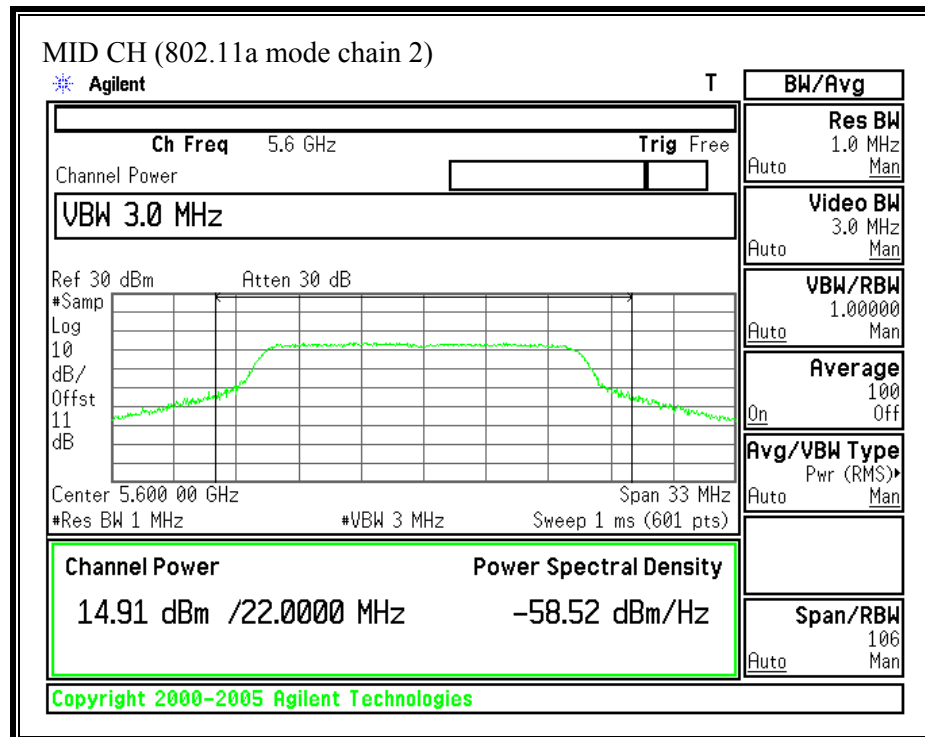 MID CH (802.11a mode chain 2)
Agilent T
Ch Freq 5.6 GHz Trig Free
Channel Power
VBW 3.0 MHz
Ref 30 dBm Atten 30 dB
#Samp
Log
10
dB/
Offst
11
dB
Center 5.600 00 GHz Span 33 MHz
#Res BW 1 MHz #VBW 3 MHz Sweep 1 ms (601 pts)
Channel Power Power Spectral Density
14.91 dBm /22.0000 MHz -58.52 dBm/Hz
Copyright 2000-2005 Agilent Technologies
BW/Avg
Res BW
1.0 MHz
Auto Man
Video BW
3.0 MHz
Auto Man
VBW/RBW
1.00000
Auto Man
Average
100
On Off
Avg/VBW Type
Pwr (RMS)
Auto Man
Span/RBW
106
Auto Man